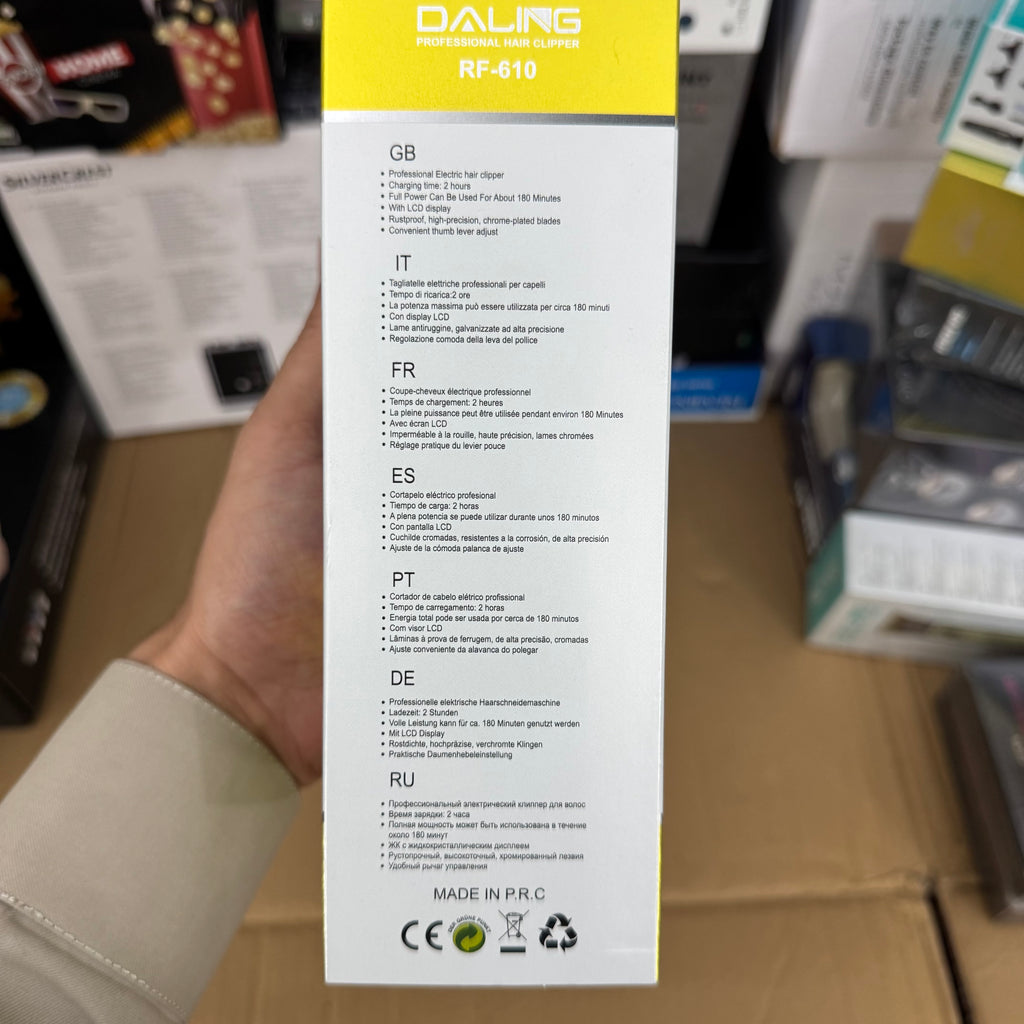 DALING
PROFESSIONAL HAIR CLIPPER
RF-610
GB
• Professional Electric hair clipper
• Charging time: 2 hours
• Full Power Can Be Used For About 180 Minutes
• With LCD display
• Rustproof, high-precision, chrome-plated blades
• Convenient thumb lever adjust
IT
• Tagliatelle elettriche professionali per capelli
• Tempo di ricarica:2 ore
• La potenza massima può essere utilizzata per circa 180 minuti
• Con display LCD
• Lame antiruggine, galvanizzate ad alta precisione
• Regolazione comoda della leva del pollice
FR
• Coupe-cheveux électrique professionnel
• Temps de chargement: 2 heures
• La pleine puissance peut être utilisée pendant environ 180 Minutes
• Avec écran LCD
• Imperméable à la rouille, haute précision, lames chromées
• Réglage pratique du levier pouce
ES
• Cortapelo eléctrico profesional
• Tiempo de carga: 2 horas
• A plena potencia se puede utilizar durante unos 180 minutos
• Con pantalla LCD
• Cuchilde cromadas, resistentes a la corrosión, de alta precisión
• Ajuste de la cómoda palanca de ajuste
PT
• Cortador de cabelo elétrico profissional
• Tempo de carregamento: 2 horas
• Energia total pode ser usada por cerca de 180 minutos
• Com visor LCD
• Lâminas à prova de ferrugem, de alta precisão, cromadas
• Ajuste conveniente da alavanca do polegar
DE
• Professionelle elektrische Haarschneidemaschine
• Ladezeit: 2 Stunden
• Volle Leistung kann für ca. 180 Minuten genutzt werden
• Mit LCD Display
• Rostdichte, hochpräzise, verchromte Klingen
• Praktische Daumenhebeleinstellung
RU
• Профессиональный электрический клиппер для волос
• Время зарядки: 2 часа
• Полная мощность может быть использована в течение
около 180 минут
• ЖК с жидкокристаллическим дисплеем
• Рустопрочный, высокоточный, хромированный лезвия
• Удобный рычаг управления
MADE IN P.R.C
CE
DER GRÜNE PUNKT
HOME
SILVERCREST